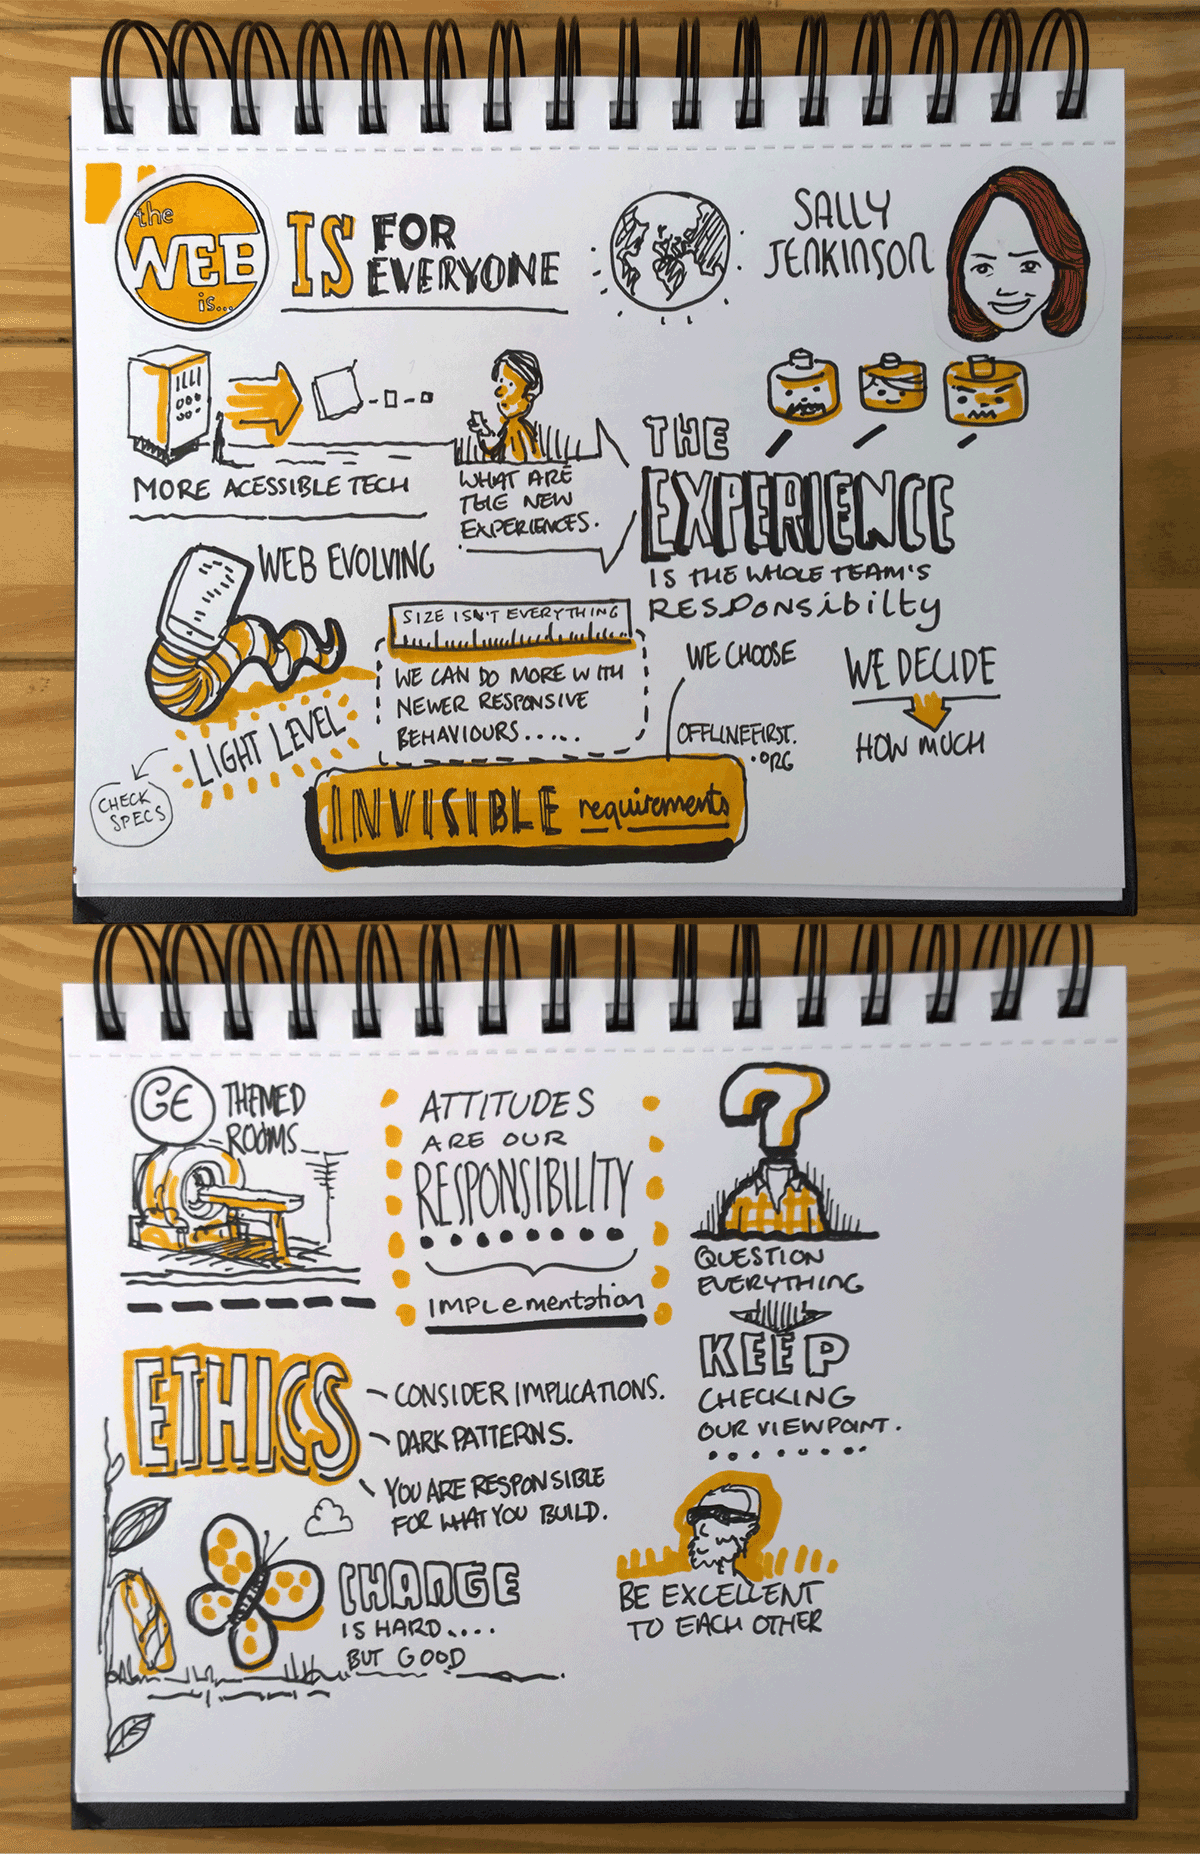 the
WEB
is...
IS FOR
EVERYONE
SALLY
JENKINSON
MORE ACESSIBLE TECH
WHAT ARE
THE NEW
EXPERIENCES.
THE
EXPERIENCE
IS THE WHOLE TEAM'S
RESPONSIBILTY
WEB EVOLVING
SIZE ISN'T EVERYTHING
WE CAN DO MORE WITH
NEWER RESPONSIVE
BEHAVIOURS.....
LIGHT LEVEL
CHECK
SPECS
WE CHOOSE
OFFLINEFIRST.
.ORG
WE DECIDE
HOW MUCH
INVISIBLE requirements
GE
THEMED
ROOMS
ATTITUDES
ARE OUR
RESPONSIBILITY
IMPLEmentation
ETHICS
CONSIDER IMPLICATIONS.
DARK PATTERNS.
YOU ARE RESPONSIBLE
FOR WHAT YOU BUILD.
CHANGE
IS HARD....
BUT GOOD
QUESTION
EVERYTHING
KEEP
CHECKING
OUR VIEWPOINT.
BE EXCELLENT
TO EACH OTHER